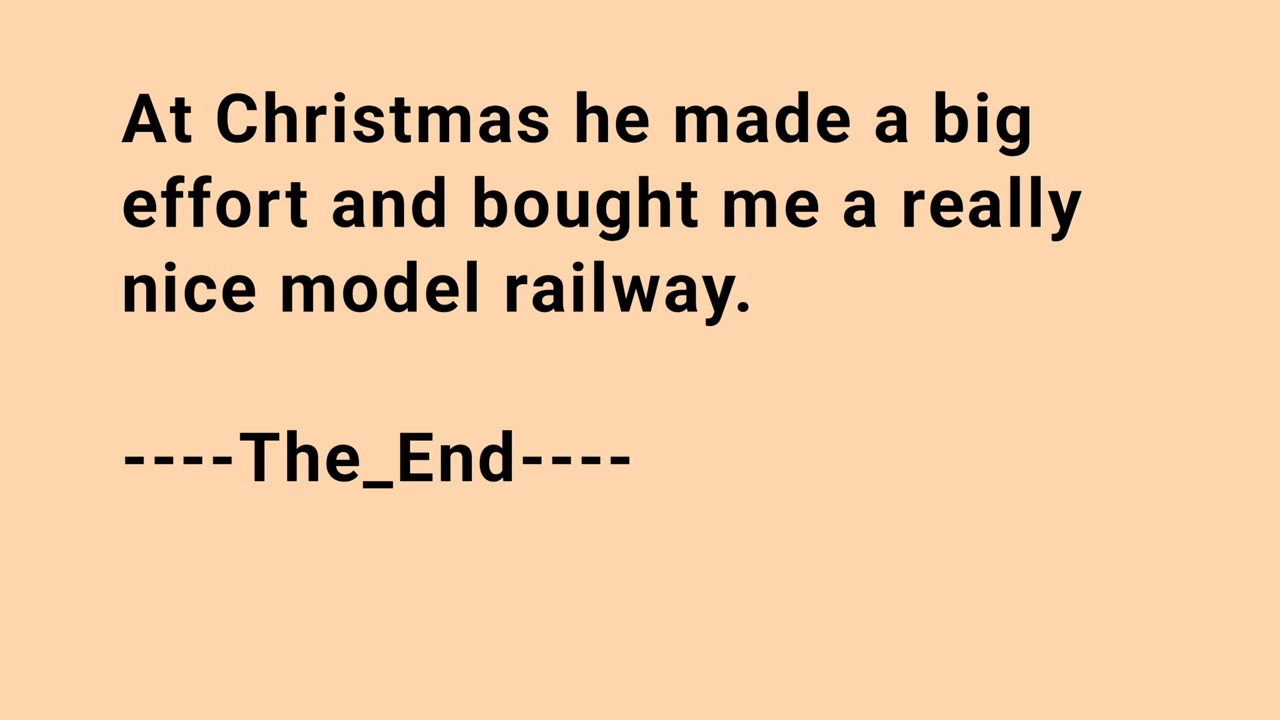 At Christmas he made a big
effort and bought me a really
nice model railway.
----The_End----